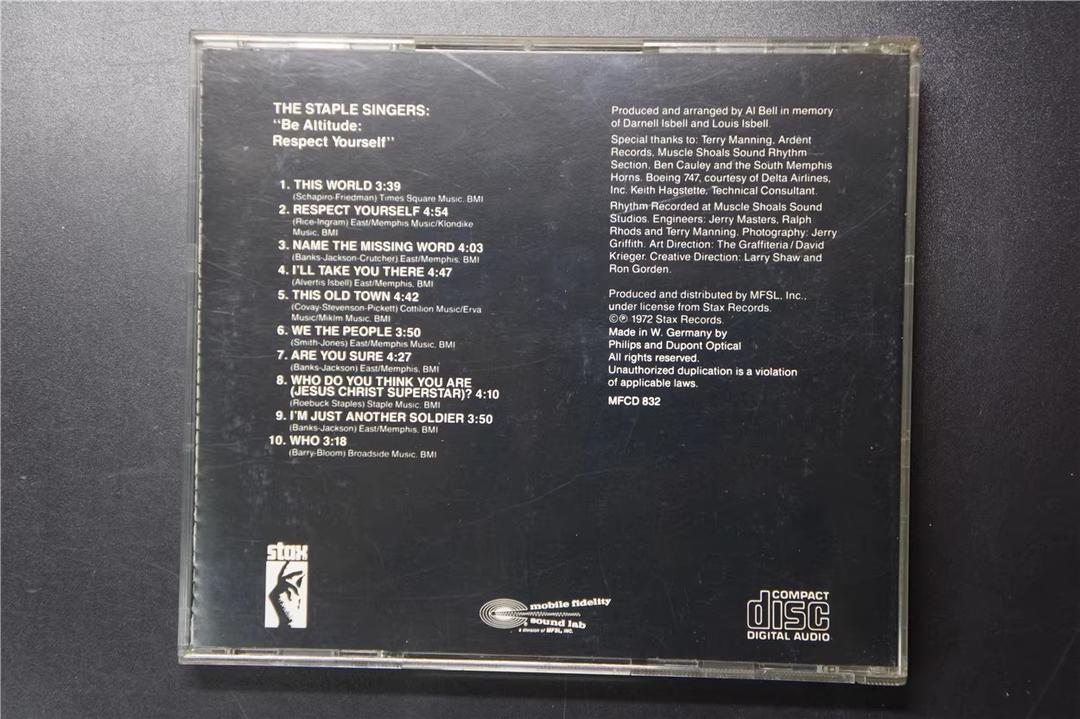 THE STAPLE SINGERS:
"Be Altitude:
Respect Yourself"
1. THIS WORLD 3:39
(Schapiro-Friedman) Times Square Music. BMI
2. RESPECT YOURSELF 4:54
(Rice-Ingram) East/Memphis Music/Klondike
Music. BMI
3. NAME THE MISSING WORD 4:03
(Banks-Jackson-Crutcher) East/Memphis. BMI
4. I'LL TAKE YOU THERE 4:47
(Alvertis Isbell) East/Memphis. BMI
5. THIS OLD TOWN 4:42
(Covay-Stevenson-Pickett) Cottilion Music/Erva
Music/Miklm Music. BMI
6. WE THE PEOPLE 3:50
(Smith-Jones) East/Memphis Music. BMI
7. ARE YOU SURE 4:27
(Banks-Jackson) East/Memphis. BMI
8. WHO DO YOU THINK YOU ARE
(JESUS CHRIST SUPERSTAR)? 4:10
(Roebuck Staples) Staple Music. BMI
9. I'M JUST ANOTHER SOLDIER 3:50
(Banks-Jackson) East/Memphis. BMI
10. WHO 3:18
(Barry-Bloom) Broadside Music. BMI
Produced and arranged by Al Bell in memory
of Darnell Isbell and Louis Isbell.
Special thanks to: Terry Manning, Ardent
Records, Muscle Shoals Sound Rhythm
Section, Ben Cauley and the South Memphis
Horns. Boeing 747, courtesy of Delta Airlines,
Inc. Keith Hagstette, Technical Consultant.
Rhythm Recorded at Muscle Shoals Sound
Studios. Engineers: Jerry Masters, Ralph
Rhods and Terry Manning. Photography: Jerry
Griffith. Art Direction: The Graffiteria/David
Krieger. Creative Direction: Larry Shaw and
Ron Gorden.
Produced and distributed by MFSL, Inc.,
under license from Stax Records.
©℗ 1972 Stax Records.
Made in W. Germany by
Philips and Dupont Optical
All rights reserved.
Unauthorized duplication is a violation
of applicable laws.
MFCD 832
stax
mobile fidelity
sound lab
a division of MFSL, INC.
COMPACT
disc
DIGITAL AUDIO